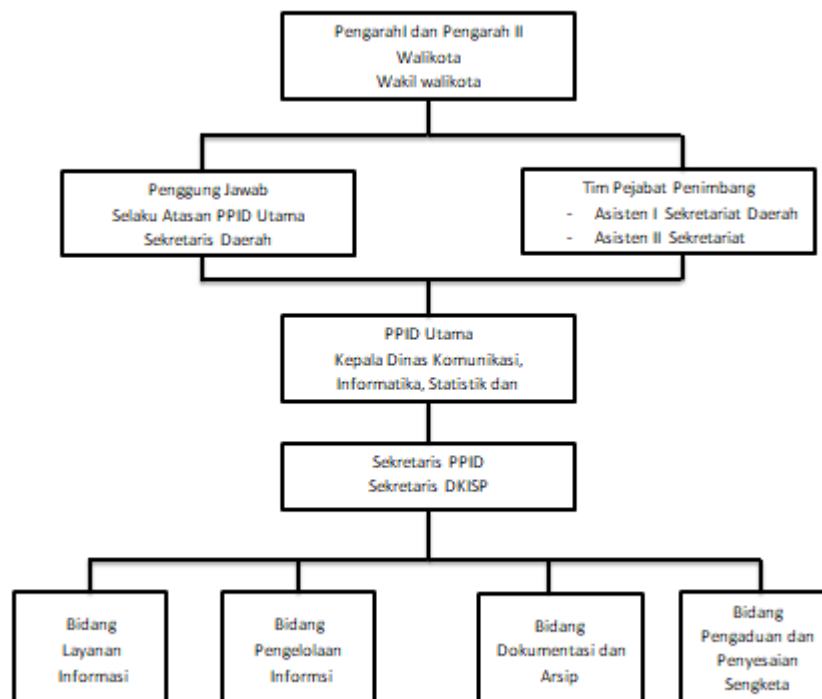 PengarahI dan Pengarah II
Walikota
Wakil walikota
Penggung Jawab
Selaku Atasan PPID Utama
Sekretaris Daerah
Tim Pejabat Penimbang
- Asisten I Sekretariat Daerah
- Asisten II Sekretariat
PPID Utama
Kepala Dinas Komunikasi,
Informatika, Statistik dan
Sekretaris PPID
Sekretaris DKISP
Bidang
Layanan
Informasi
Bidang
Pengelolaan
Informsi
Bidang
Dokumentasi dan
Arsip
Bidang
Pengaduan dan
Penyesaian
Sengketa